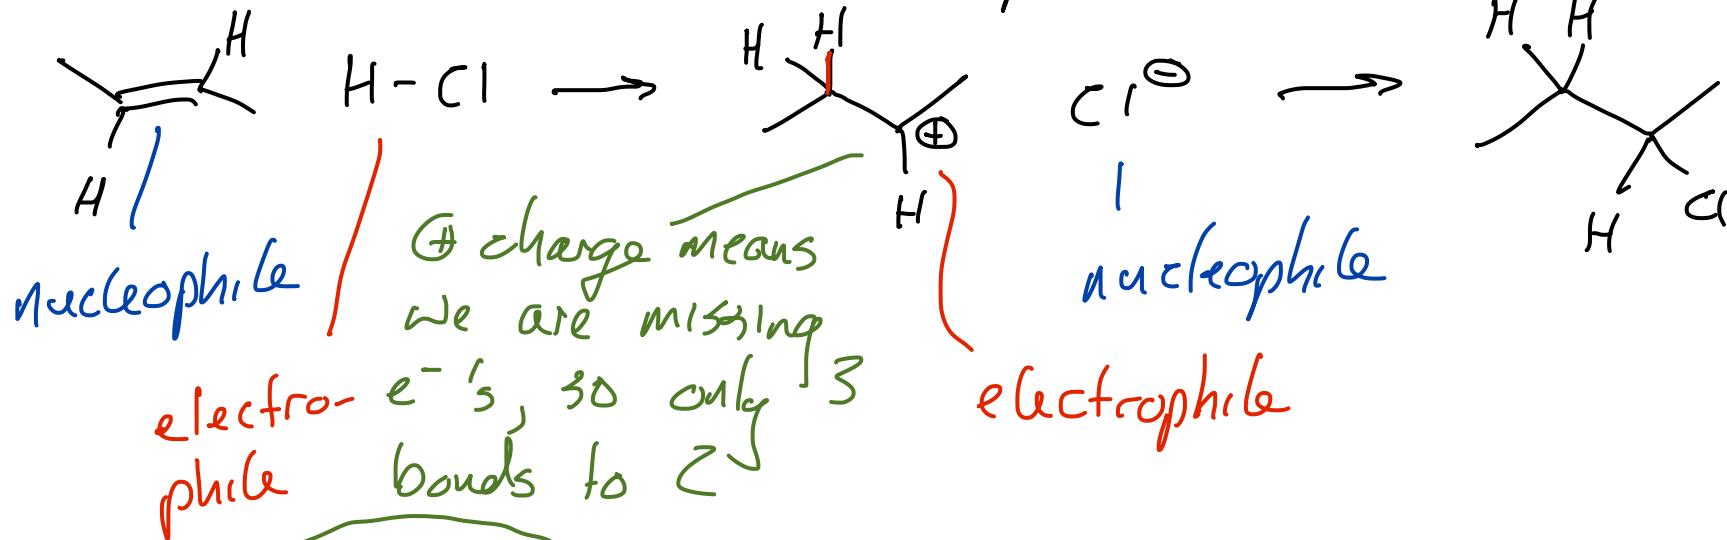 H H H H H
H - Cl → Cl ⊖ →
⊕
H H H Cl
nucleophile
electro-
phile
⊕ charge means
we are missing
e⁻'s, so only 3
bonds to C
nucleophile
electrophile